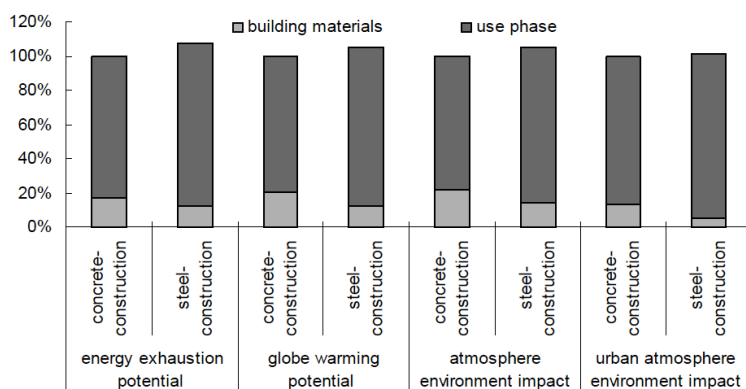 120%
building materials
use phase
100%
80%
60%
40%
20%
0%
concrete-
construction
steel-
construction
concrete-
construction
steel-
construction
concrete-
construction
steel-
construction
concrete-
construction
steel-
construction
energy exhaustion
potential
globe warming
potential
atmosphere
environment impact
urban atmosphere
environment impact